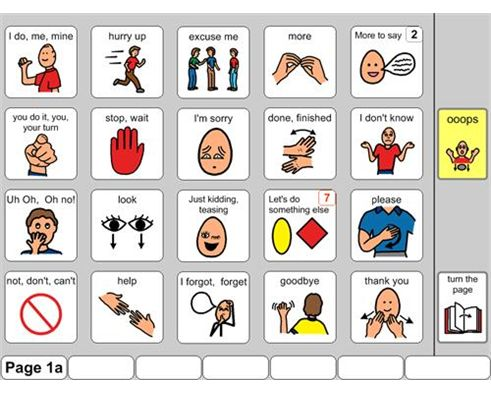 I do, me, mine
hurry up
excuse me
more
More to say 2
you do it, you,
your turn
stop, wait
I'm sorry
done, finished
I don't know
ooops
Uh Oh, Oh no!
look
Just kidding,
teasing
Let's do 7
something else
please
not, don't, can't
help
I forgot, forget
goodbye
thank you
turn the
page
Page 1a